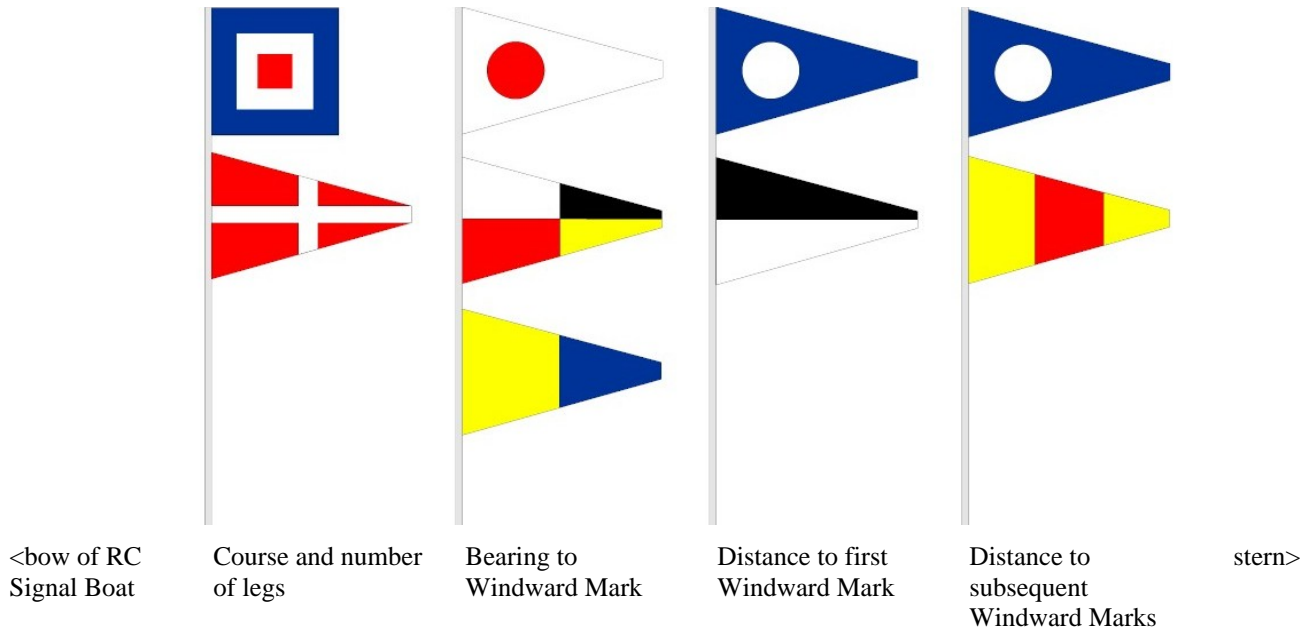 <bow of RC
Signal Boat
Course and number
of legs
Bearing to
Windward Mark
Distance to first
Windward Mark
Distance to
subsequent
Windward Marks
stern>